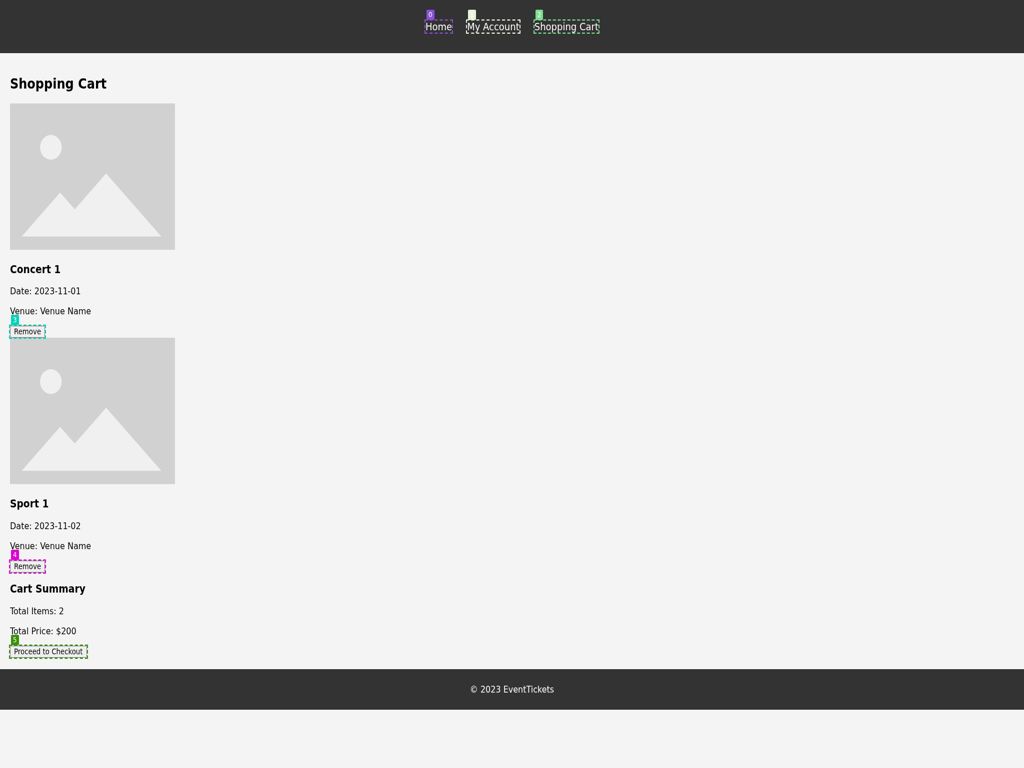 0 2
Home My Account Shopping Cart
Shopping Cart
Concert 1
Date: 2023-11-01
Venue: Venue Name
3
Remove
Sport 1
Date: 2023-11-02
Venue: Venue Name
4
Remove
Cart Summary
Total Items: 2
Total Price: $200
5
Proceed to Checkout
© 2023 EventTickets